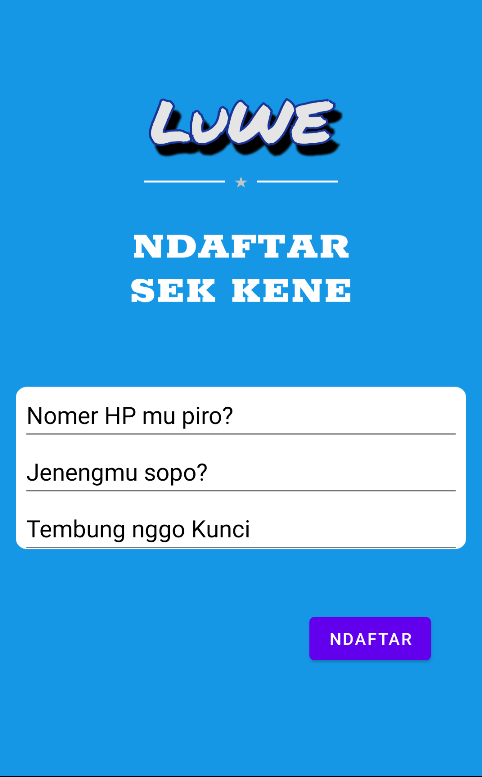 LUWE
NDAFTAR
SEK KENE
Nomer HP mu piro?
Jenengmu sopo?
Tembung nggo Kunci
NDAFTAR